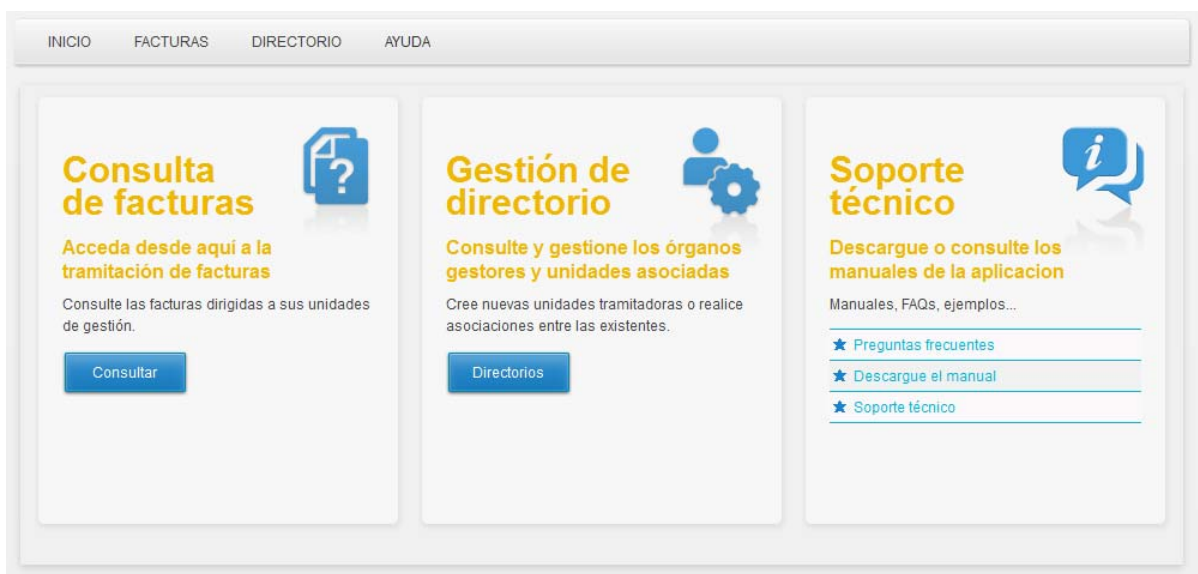 INICIO FACTURAS DIRECTORIO AYUDA
Consulta
de facturas
Acceda desde aquí a la
tramitación de facturas
Consulte las facturas dirigidas a sus unidades
de gestión.
Consultar
Gestión de
directorio
Consulte y gestione los órganos
gestores y unidades asociadas
Cree nuevas unidades tramitadoras o realice
asociaciones entre las existentes.
Directorios
Soporte
técnico
Descargue o consulte los
manuales de la aplicacion
Manuales, FAQs, ejemplos...
Preguntas frecuentes
Descargue el manual
Soporte técnico